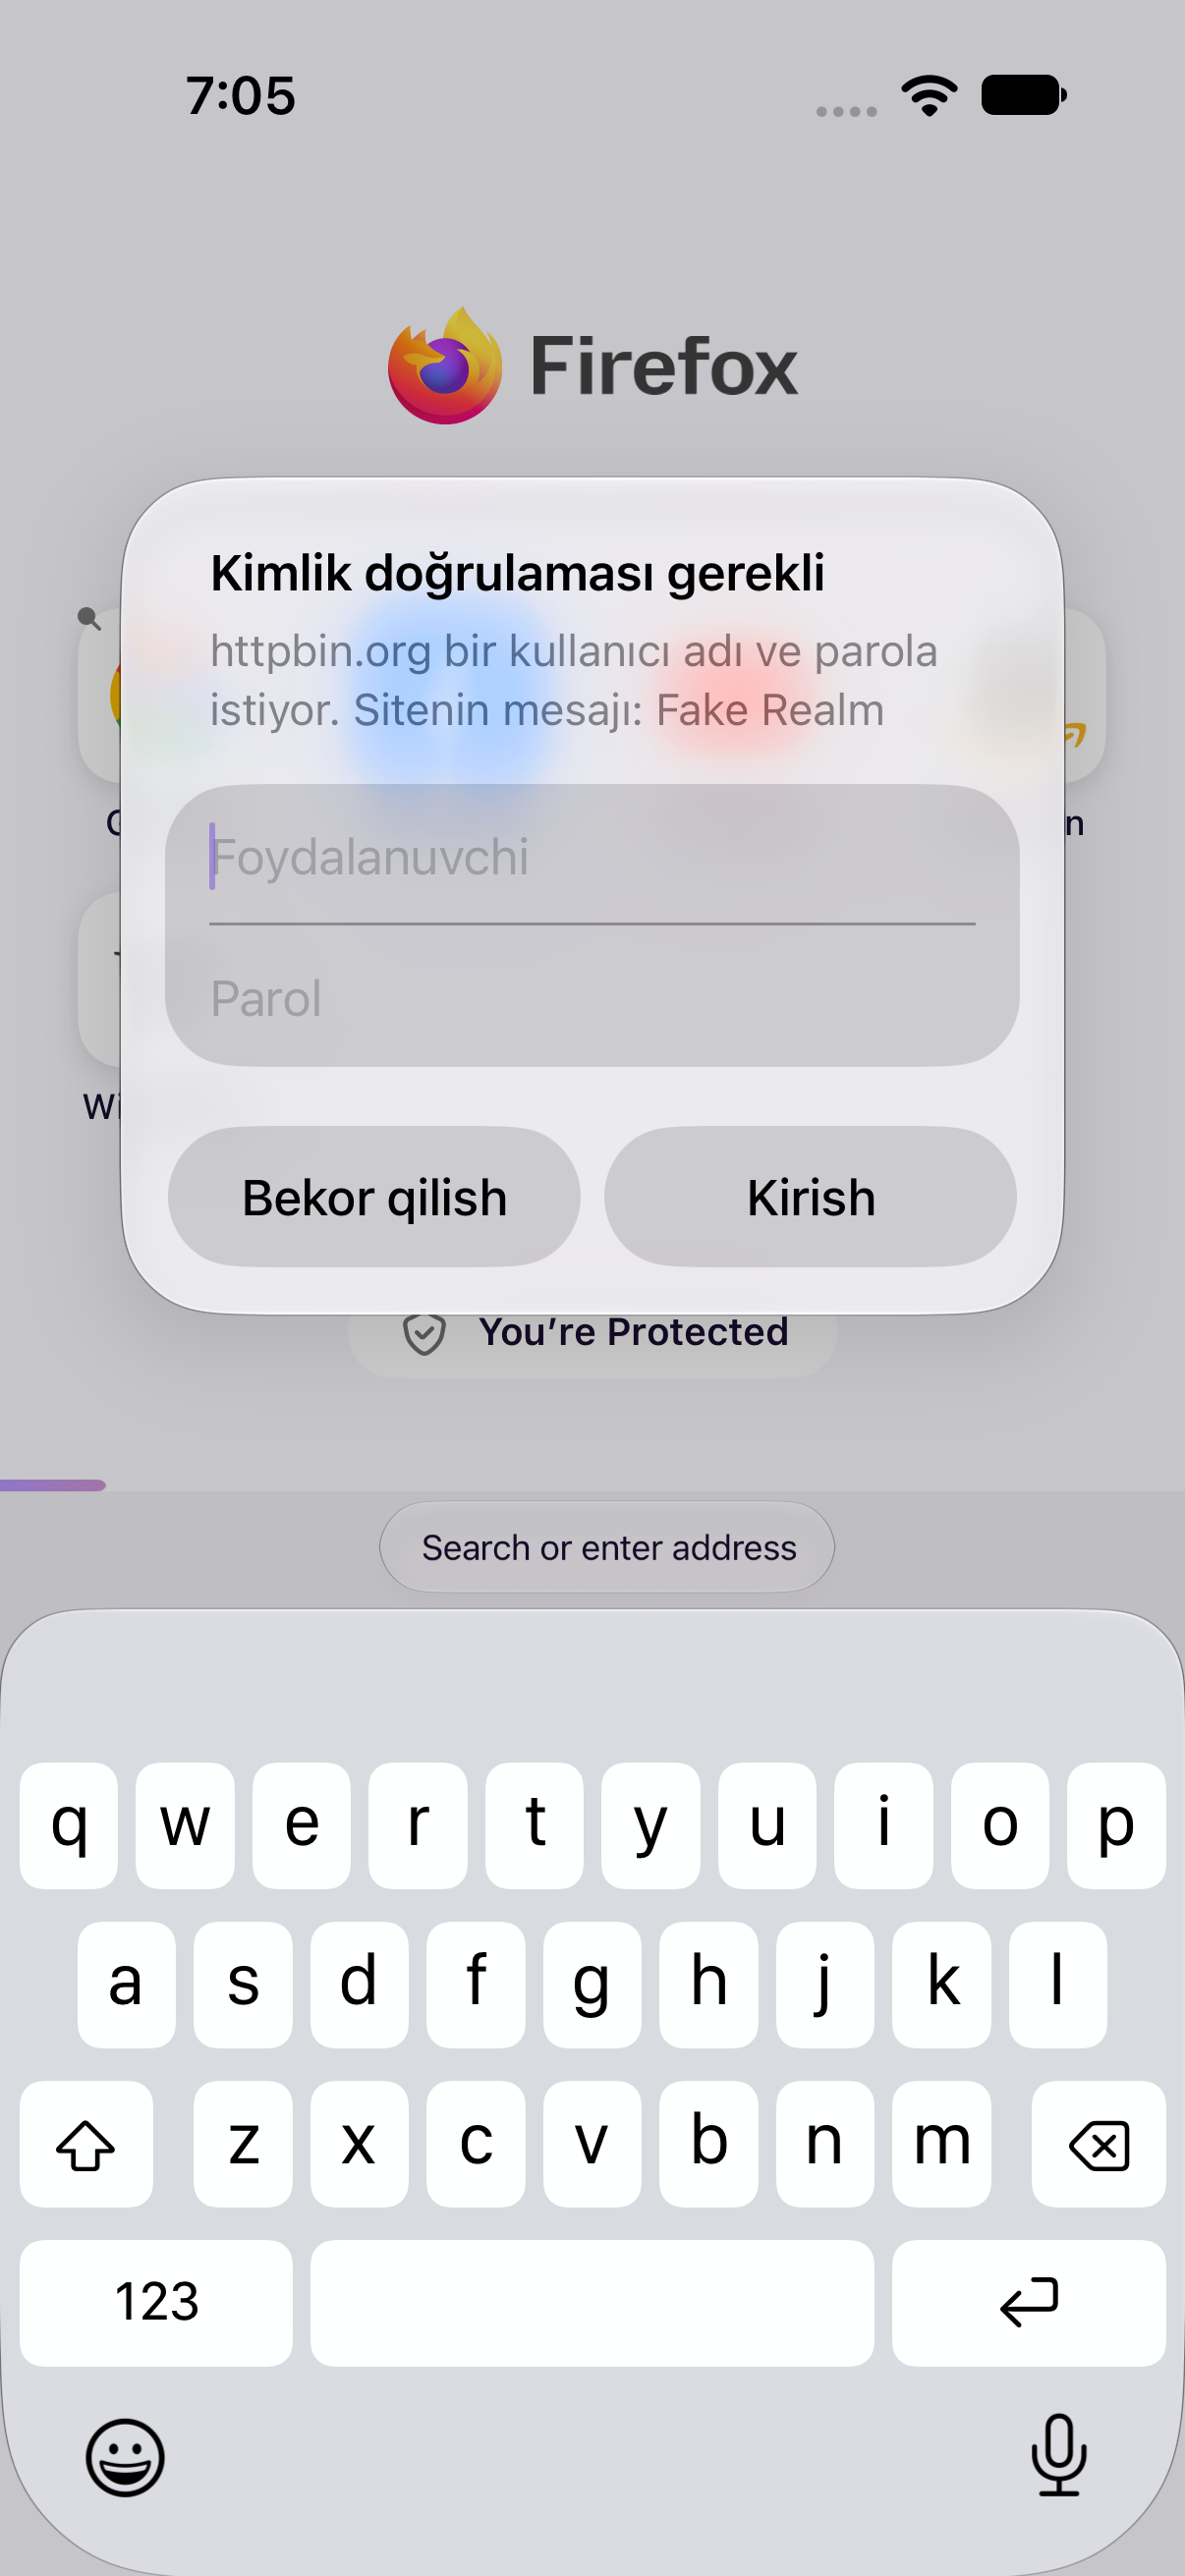 7:05
Firefox
Kimlik doğrulaması gerekli
httpbin.org bir kullanıcı adı ve parola
istiyor. Sitenin mesajı: Fake Realm
Foydalanuvchi
Parol
Bekor qilish
Kirish
You’re Protected
Search or enter address
q w e r t y u i o p
a s d f g h j k l
z x c v b n m
123